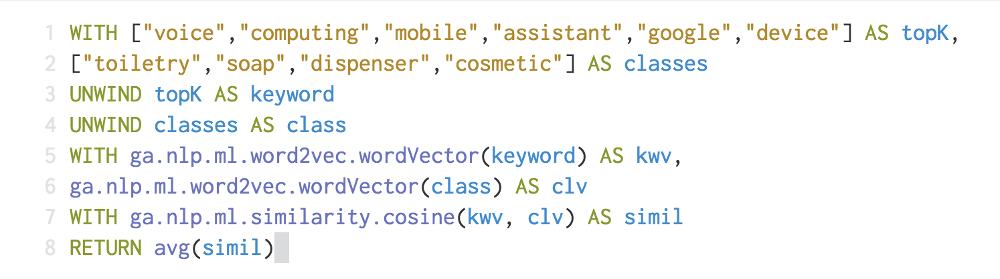 1 WITH ["voice","computing","mobile","assistant","google","device"] AS topK,
2 ["toiletry","soap","dispenser","cosmetic"] AS classes
3 UNWIND topK AS keyword
4 UNWIND classes AS class
5 WITH ga.nlp.ml.word2vec.wordVector(keyword) AS kwv,
6 ga.nlp.ml.word2vec.wordVector(class) AS clv
7 WITH ga.nlp.ml.similarity.cosine(kwv, clv) AS simil
8 RETURN avg(simil)